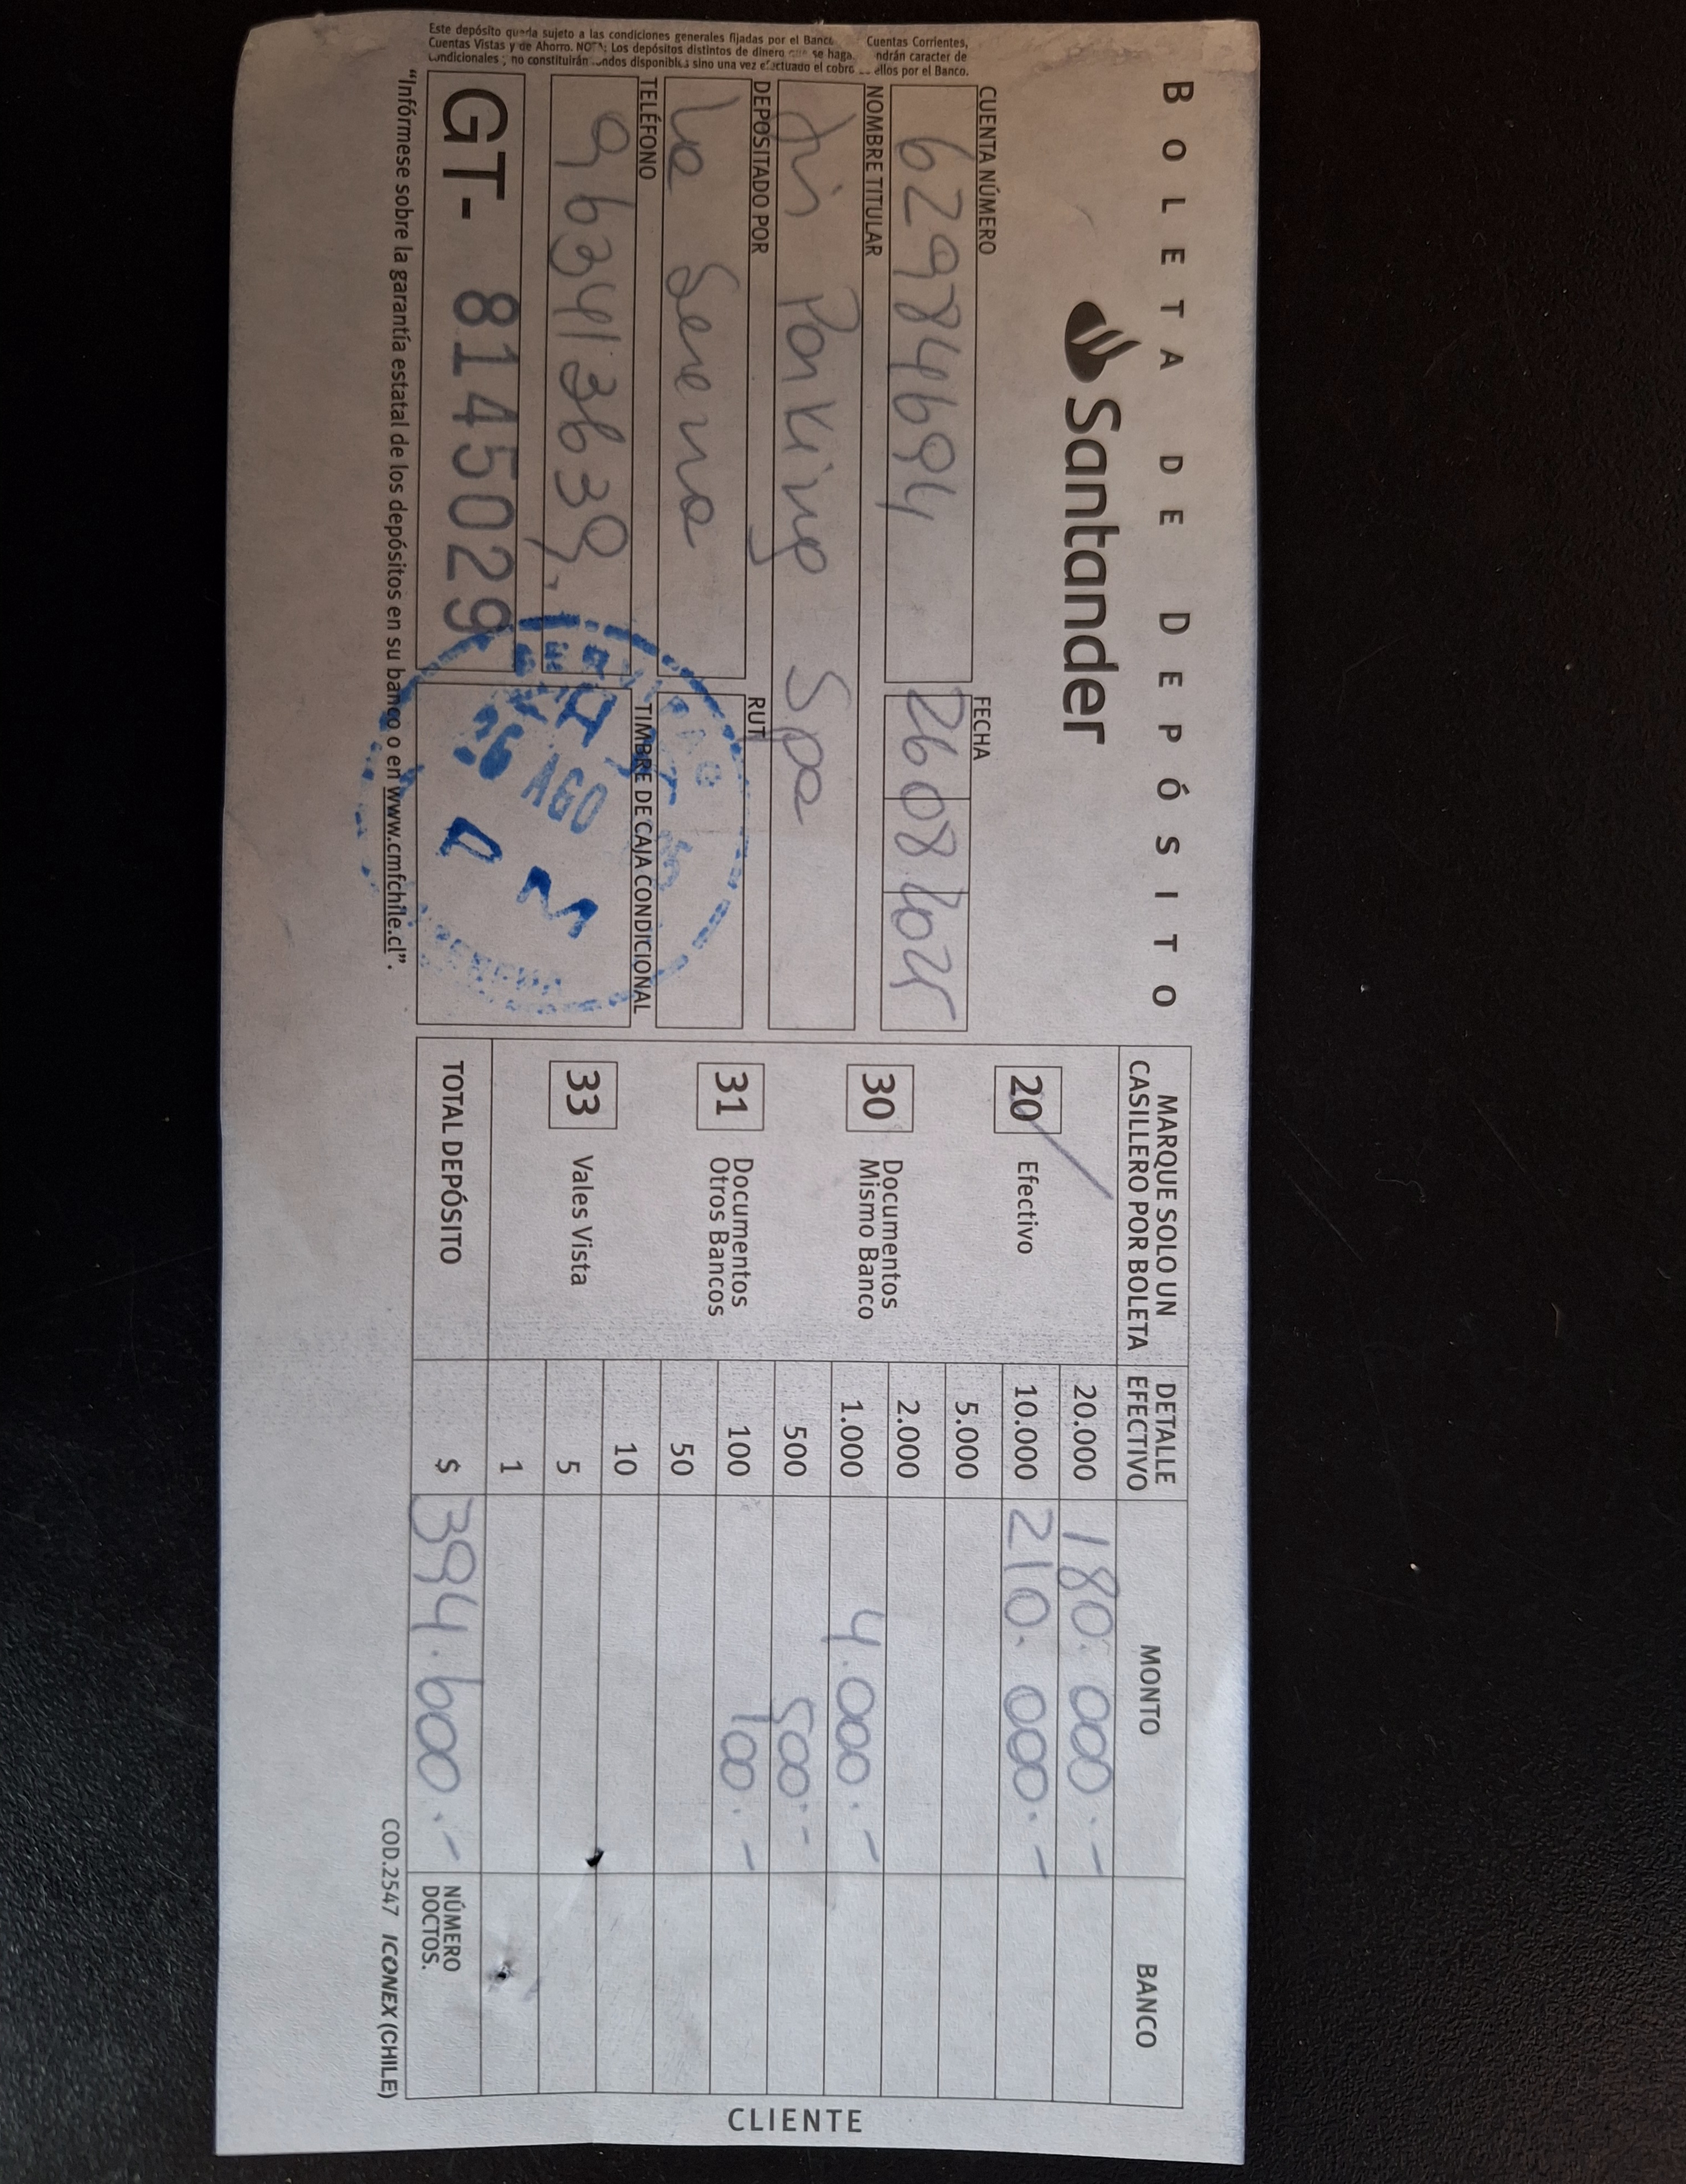 BOLETA DE DEPÓSITO
Santander
CUENTA NÚMERO
629846994
FECHA
26 08 2025
NOMBRE TITULAR
Parking Spa
DEPOSITADO POR
La Serena
RUT
TELÉFONO
963413639
TIMBRE DE CAJA CONDICIONAL
26 AGO
GT- 8145029
"Infórmese sobre la garantía estatal de los depósitos en su banco o en www.cmfchile.cl".
Este depósito queda sujeto a las condiciones generales fijadas por el Banco Cuentas Corrientes,
Cuentas Vistas y de Ahorro. NOTA: Los depósitos distintos de dinero que se haga ndrán caracter de
condicionales; no constituirán fondos disponibles sino una vez efectuado el cobro ellos por el Banco.
MARQUE SOLO UN
CASILLERO POR BOLETA
DETALLE
EFECTIVO
MONTO
BANCO
20 Efectivo
30 Documentos
Mismo Banco
31 Documentos
Otros Bancos
33 Vales Vista
20.000 180.000.-
10.000 210.000.-
5.000
2.000
1.000 4.000.-
500 500.-
100 100.-
50
10
5
1
TOTAL DEPÓSITO $ 394.600.-
NÚMERO
DOCTOS.
COD.2547 ICONEX (CHILE)
CLIENTE